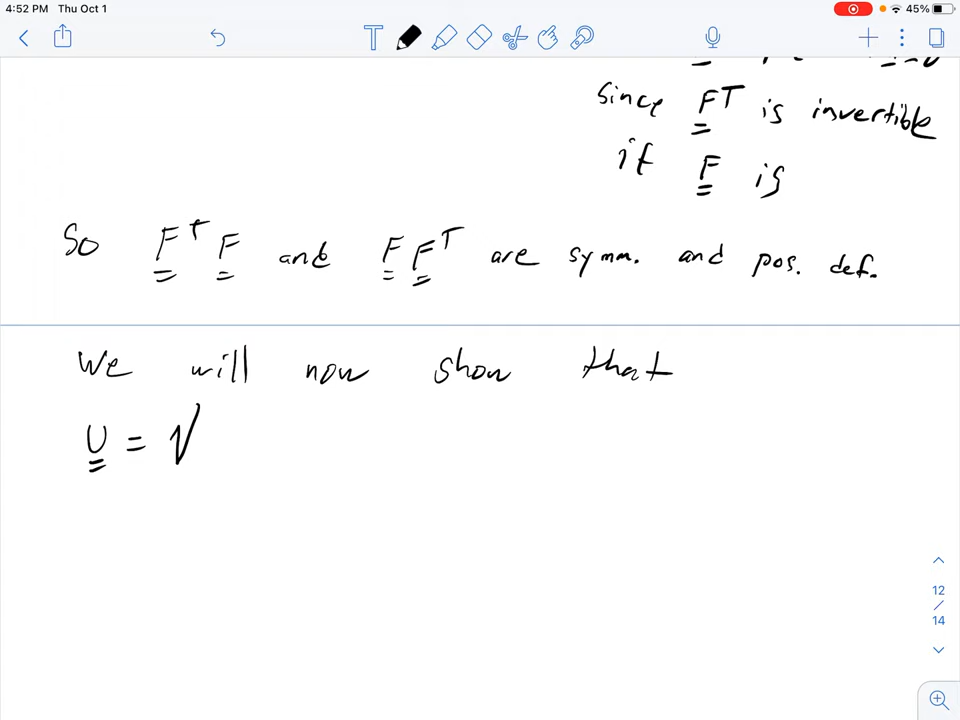 4:52 PM Thu Oct 1
45%
T
since F T is invertible
if F is
So F T F and F F T are symm. and pos. def.
We will now show that
U = √
12
/
14